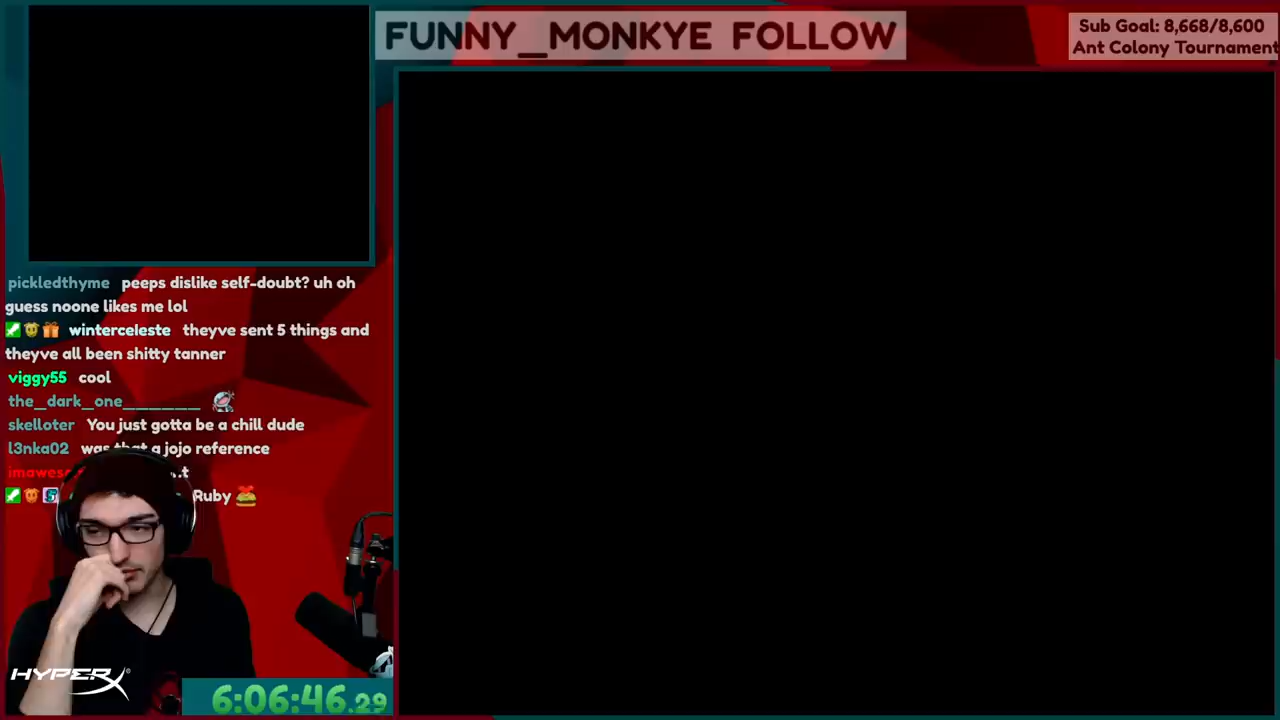 FUNNY_MONKYE FOLLOW
Sub Goal: 8,668/8,600
Ant Colony Tournament
pickledthyme peeps dislike self-doubt? uh oh
guess noone likes me lol
winterceleste theyve sent 5 things and
theyve all been shitty tanner
viggy55 cool
the_dark_one______
skelloter You just gotta be a chill dude
l3nka02 was that a jojo reference
Ruby
HYPERX
6:06:46.29